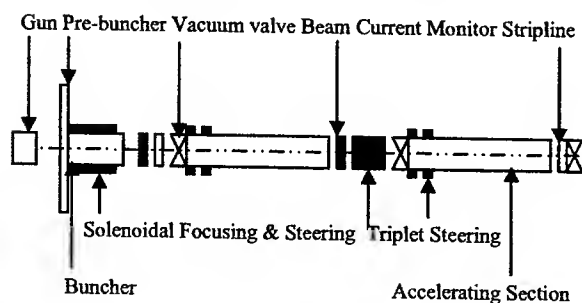 Gun Pre-buncher Vacuum valve Beam Current Monitor Stripline
Solenoidal Focusing & Steering Triplet Steering
Buncher Accelerating Section